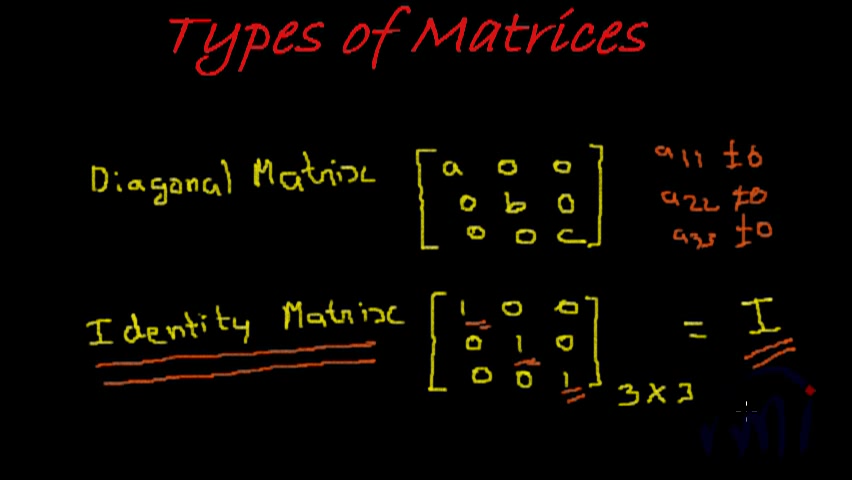 Types of Matrices
Diagonal Matrix
a 0 0
0 b 0
0 0 c
a11 ≠0
a22 ≠0
a33 ≠0
Identity Matrix
1 0 0
0 1 0
0 0 1
3 × 3
= I